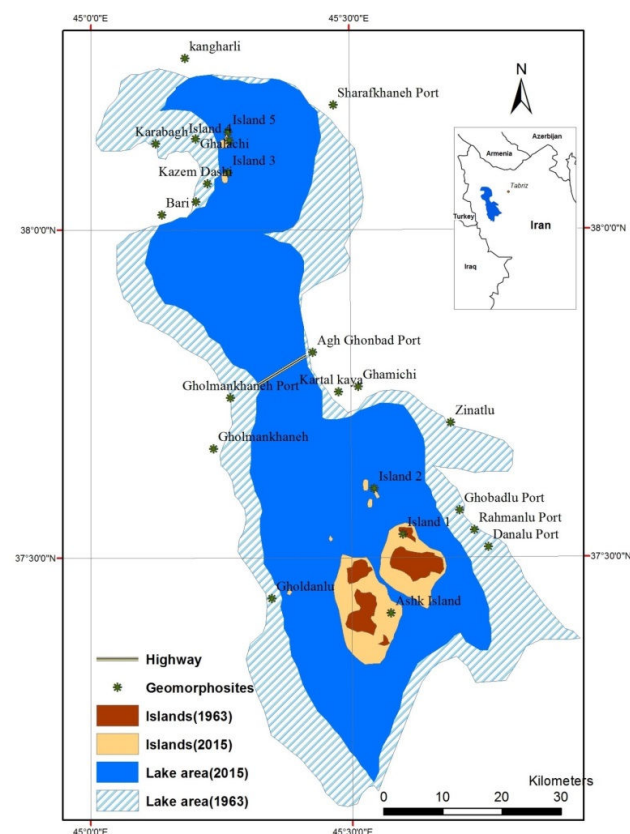 45°0'0"E
45°30'0"E
kangharli
Sharafkhaneh Port
N
Island 5
Karabagh
Island 4
Ghalachi
Island 3
Kazem Dashi
Bari
Azerbijan
Armenia
Tabriz
Turkey
Iran
Iraq
38°0'0"N
38°0'0"N
Agh Ghonbad Port
Gholmankhaneh Port
Kartal kaya
Ghamichi
Zinatlu
Gholmankhaneh
Island 2
Ghobadlu Port
Island 1
Rahmanlu Port
Danalu Port
37°30'0"N
37°30'0"N
Gholdanlu
Ashk Island
Highway
Geomorphosites
Islands(1963)
Islands(2015)
Lake area(2015)
Lake area(1963)
Kilometers
0 10 20 30
45°0'0"E
45°30'0"E